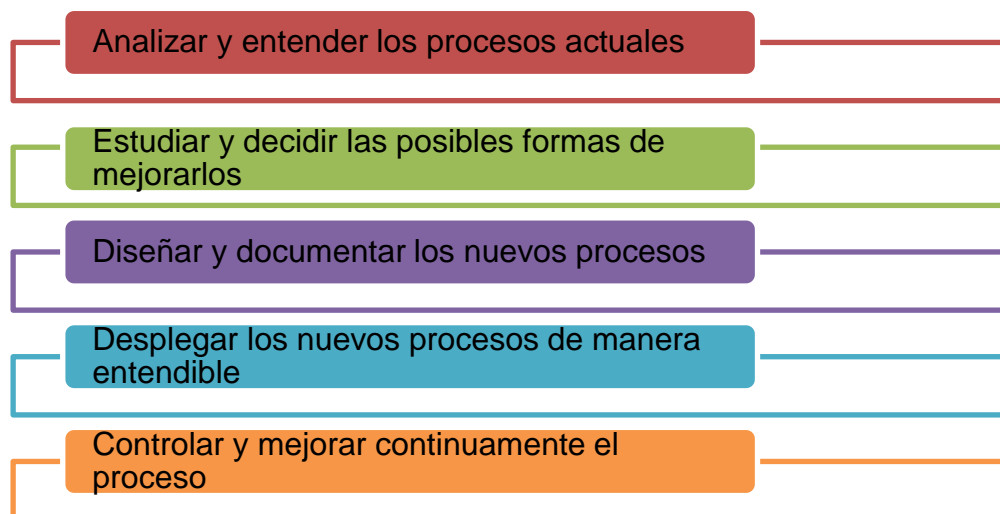 Analizar y entender los procesos actuales
Estudiar y decidir las posibles formas de
mejorarlos
Diseñar y documentar los nuevos procesos
Desplegar los nuevos procesos de manera
entendible
Controlar y mejorar continuamente el
proceso